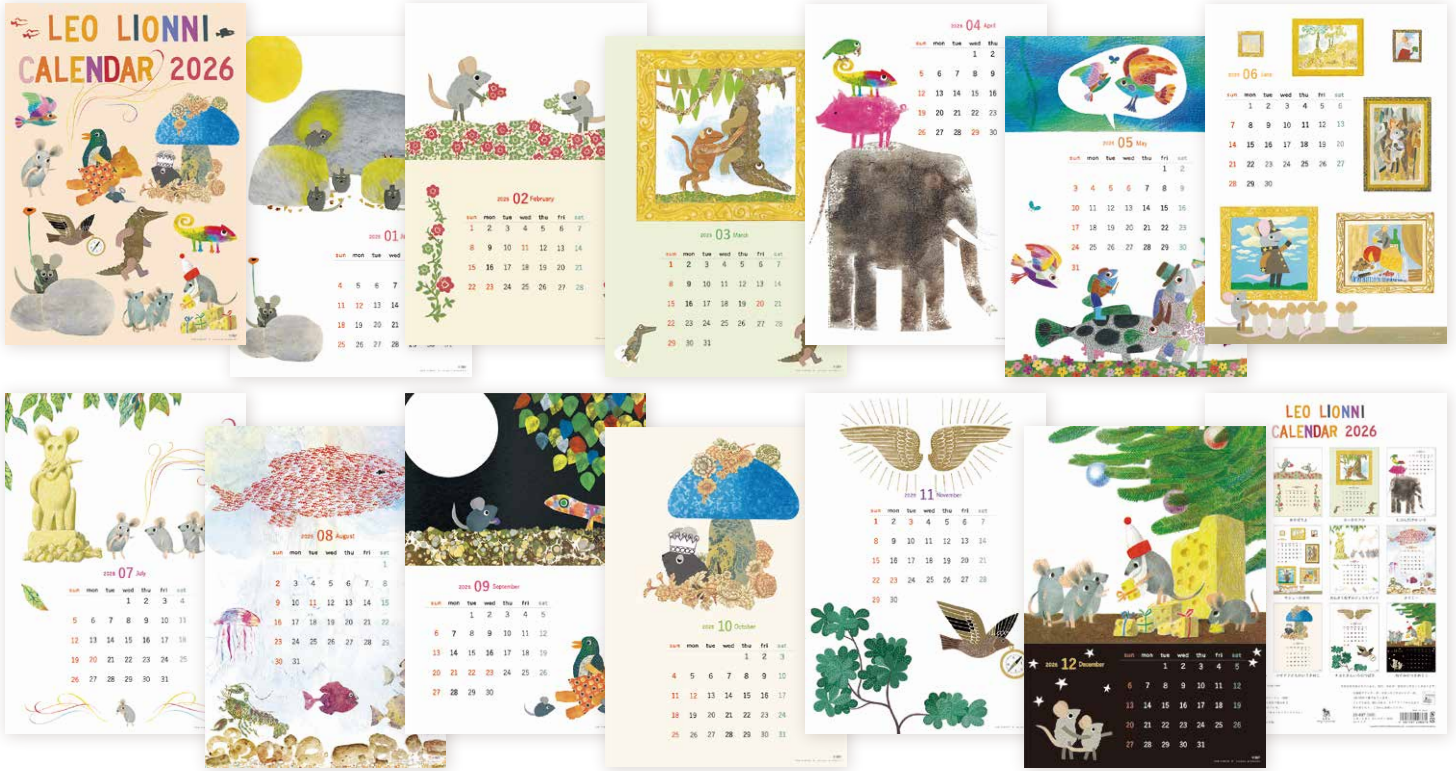 LEO LIONNI
CALENDAR 2026
01
sun mon tue wed
4 5 6 7
11 12 13 14
18 19 20 21
25 26 27 28
2026 02 February
sun mon tue wed thu fri sat
1 2 3 4 5 6 7
8 9 10 11 12 13 14
15 16 17 18 19 20 21
22 23 24 25 26 27 28
2026 03 March
sun mon tue wed thu fri sat
1 2 3 4 5 6 7
8 9 10 11 12 13 14
15 16 17 18 19 20 21
22 23 24 25 26 27 28
29 30 31
2026 04 April
sun mon tue wed thu
1 2
5 6 7 8 9
12 13 14 15 16
19 20 21 22 23
26 27 28 29 30
2026 05 May
sun mon tue wed thu fri sat
1 2
3 4 5 6 7 8 9
10 11 12 13 14 15 16
17 18 19 20 21 22 23
24 25 26 27 28 29 30
31
2026 06 June
sun mon tue wed thu fri sat
1 2 3 4 5 6
7 8 9 10 11 12 13
14 15 16 17 18 19 20
21 22 23 24 25 26 27
28 29 30
2026 07 July
sun mon tue wed thu fri sat
1 2 3 4
5 6 7 8 9 10 11
12 13 14 15 16 17 18
19 20 21 22 23 24 25
26 27 28 29 30 31
2026 08 August
sun mon tue wed thu fri sat
1
2 3 4 5 6 7 8
9 10 11 12 13 14 15
16 17 18 19 20 21 22
23 24 25 26 27 28 29
30 31
2026 09 September
sun mon tue wed thu fri sat
1 2 3 4 5
6 7 8 9 10 11 12
13 14 15 16 17 18 19
20 21 22 23 24 25 26
27 28 29 30
2026 10 October
sun mon tue wed thu fri sat
1 2 3
4 5 6 7 8 9 10
11 12 13 14 15 16 17
18 19 20 21 22 23 24
25 26 27 28 29 30 31
2026 11 November
sun mon tue wed thu fri sat
1 2 3 4 5 6 7
8 9 10 11 12 13 14
15 16 17 18 19 20 21
22 23 24 25 26 27 28
29 30
2026 12 December
sun mon tue wed thu fri sat
1 2 3 4 5
6 7 8 9 10 11 12
13 14 15 16 17 18 19
20 21 22 23 24 25 26
27 28 29 30 31
LEO LIONNI
CALENDAR 2026